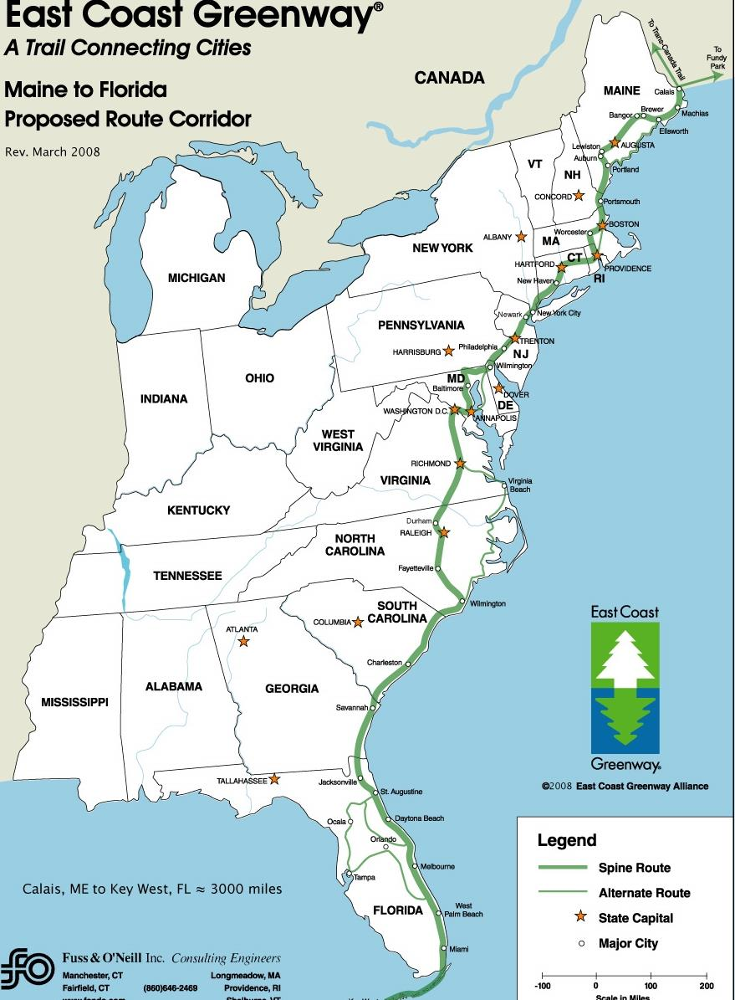 East Coast Greenway®
A Trail Connecting Cities
Maine to Florida
Proposed Route Corridor
Rev. March 2008
CANADA
To Trans-Canada Trail
To
Fundy
Park
MAINE
Calais
Bangor
Brewer
Machias
Ellsworth
Lewiston
Auburn
AUGUSTA
Portland
VT
NH
CONCORD
Portsmouth
BOSTON
Worcester
MA
ALBANY
NEW YORK
CT
HARTFORD
PROVIDENCE
RI
New Haven
MICHIGAN
New York City
Newark
PENNSYLVANIA
TRENTON
Philadelphia
NJ
HARRISBURG
Wilmington
MD
Baltimore
DOVER
DE
OHIO
INDIANA
WASHINGTON D.C.
ANNAPOLIS
WEST
VIRGINIA
RICHMOND
VIRGINIA
Virginia
Beach
KENTUCKY
Durham
RALEIGH
NORTH
CAROLINA
Fayetteville
TENNESSEE
Wilmington
SOUTH
CAROLINA
COLUMBIA
ATLANTA
Charleston
ALABAMA
GEORGIA
MISSISSIPPI
Savannah
East Coast
Greenway®
©2008 East Coast Greenway Alliance
TALLAHASSEE
Jacksonville
St. Augustine
Ocala
Daytona Beach
Orlando
Melbourne
Tampa
FLORIDA
West
Palm Beach
Miami
Calais, ME to Key West, FL ≈ 3000 miles
Legend
Spine Route
Alternate Route
State Capital
Major City
-100 0 100 200
Scale in Miles
fo
Fuss & O'Neill Inc. Consulting Engineers
Manchester, CT Longmeadow, MA
Fairfield, CT (860)646-2469 Providence, RI